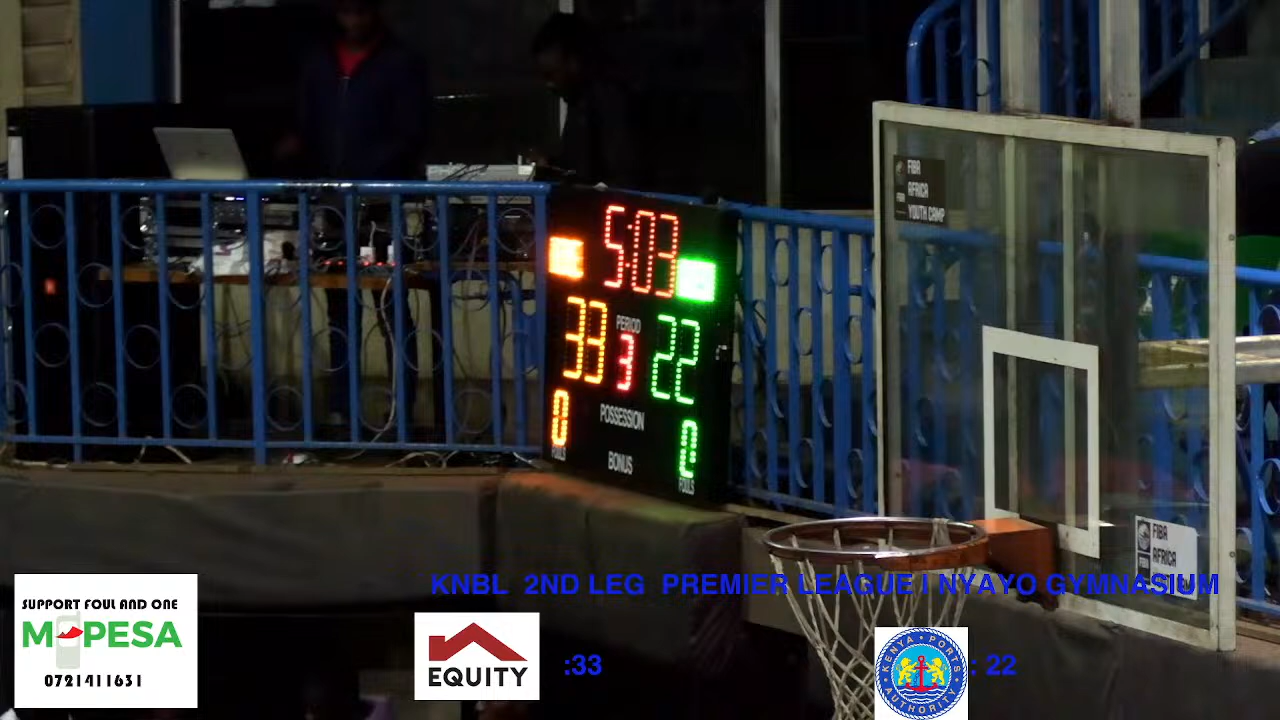 FIBA
AFRICA
YOUTH CAMP
5:03
33
PERIOD
3
22
POSSESSION
0
FOULS
BONUS
0
FOULS
FIBA
AFRICA
KNBL 2ND LEG PREMIER LEAGUE | NYAYO GYMNASIUM
SUPPORT FOUL AND ONE
M-PESA
0721411631
EQUITY
:33
KENYA PORTS
AUTHORITY
: 22